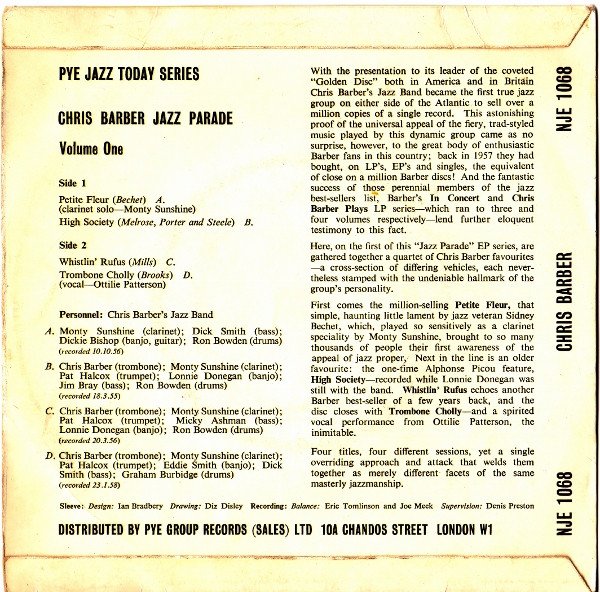 PYE JAZZ TODAY SERIES
CHRIS BARBER JAZZ PARADE
Volume One
Side 1
Petite Fleur (Bechet) A.
(clarinet solo—Monty Sunshine)
High Society (Melrose, Porter and Steele) B.
Side 2
Whistlin' Rufus (Mills) C.
Trombone Cholly (Brooks) D.
(vocal—Ottilie Patterson)
Personnel: Chris Barber's Jazz Band
A. Monty Sunshine (clarinet); Dick Smith (bass);
Dickie Bishop (banjo, guitar); Ron Bowden (drums)
(recorded 10.10.56)
B. Chris Barber (trombone); Monty Sunshine (clarinet);
Pat Halcox (trumpet); Lonnie Donegan (banjo);
Jim Bray (bass); Ron Bowden (drums)
(recorded 18.3.55)
C. Chris Barber (trombone); Monty Sunshine (clarinet);
Pat Halcox (trumpet); Micky Ashman (bass);
Lonnie Donegan (banjo); Ron Bowden (drums)
(recorded 20.3.56)
D. Chris Barber (trombone); Monty Sunshine (clarinet);
Pat Halcox (trumpet); Eddie Smith (banjo); Dick
Smith (bass); Graham Burbidge (drums)
(recorded 23.1.58)
With the presentation to its leader of the coveted
"Golden Disc" both in America and in Britain
Chris Barber's Jazz Band became the first true jazz
group on either side of the Atlantic to sell over a
million copies of a single record. This astonishing
proof of the universal appeal of the fiery, trad-styled
music played by this dynamic group came as no
surprise, however, to the great body of enthusiastic
Barber fans in this country; back in 1957 they had
bought, on LP's, EP's and singles, the equivalent
of close on a million Barber discs! And the fantastic
success of those perennial members of the jazz
best-sellers list, Barber's In Concert and Chris
Barber Plays LP series—which ran to three and
four volumes respectively—lend further eloquent
testimony to this fact.
Here, on the first of this "Jazz Parade" EP series, are
gathered together a quartet of Chris Barber favourites
—a cross-section of differing vehicles, each never-
theless stamped with the undeniable hallmark of the
group's personality.
First comes the million-selling Petite Fleur, that
simple, haunting little lament by jazz veteran Sidney
Bechet, which, played so sensitively as a clarinet
speciality by Monty Sunshine, brought to so many
thousands of people their first awareness of the
appeal of jazz proper. Next in the line is an older
favourite: the one-time Alphonse Picou feature,
High Society—recorded while Lonnie Donegan was
still with the band. Whistlin' Rufus echoes another
Barber best-seller of a few years back, and the
disc closes with Trombone Cholly—and a spirited
vocal performance from Ottilie Patterson, the
inimitable.
Four titles, four different sessions, yet a single
overriding approach and attack that welds them
together as merely different facets of the same
masterly jazzmanship.
Sleeve: Design: Ian Bradbery Drawing: Diz Disley Recording: Balance: Eric Tomlinson and Joe Meek Supervision: Denis Preston
DISTRIBUTED BY PYE GROUP RECORDS (SALES) LTD 10A CHANDOS STREET LONDON W1
NJE 1068
CHRIS BARBER
NJE 1068